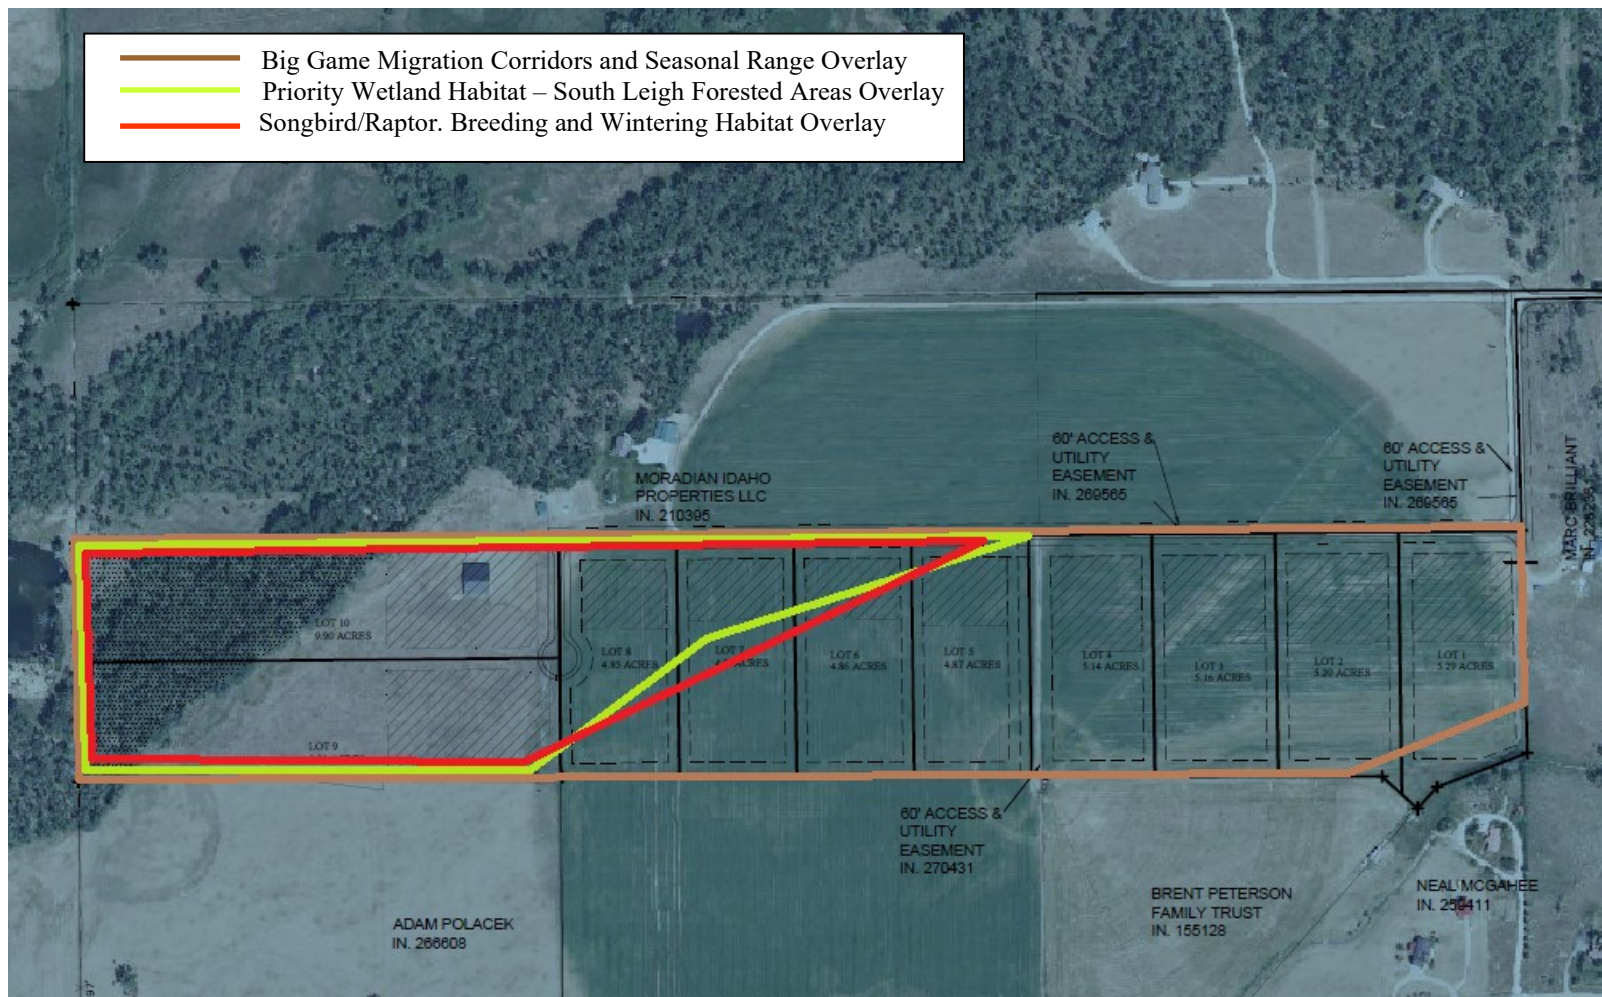 Big Game Migration Corridors and Seasonal Range Overlay
Priority Wetland Habitat – South Leigh Forested Areas Overlay
Songbird/Raptor. Breeding and Wintering Habitat Overlay
60' ACCESS &
UTILITY
EASEMENT
IN. 269565
60' ACCESS &
UTILITY
EASEMENT
IN. 269565
MARC BRILLIANT
MORADIAN IDAHO
PROPERTIES LLC
IN. 210395
LOT 10
9.90 ACRES
LOT 9
LOT 8
4.85 ACRES
LOT 7
ACRES
LOT 6
4.86 ACRES
LOT 5
4.87 ACRES
LOT 4
5.14 ACRES
LOT 3
5.16 ACRES
LOT 2
5.20 ACRES
LOT 1
5.29 ACRES
60' ACCESS &
UTILITY
EASEMENT
IN. 270431
ADAM POLACEK
IN. 266608
BRENT PETERSON
FAMILY TRUST
IN. 155128
NEAL MCGAHEE
IN. 259411